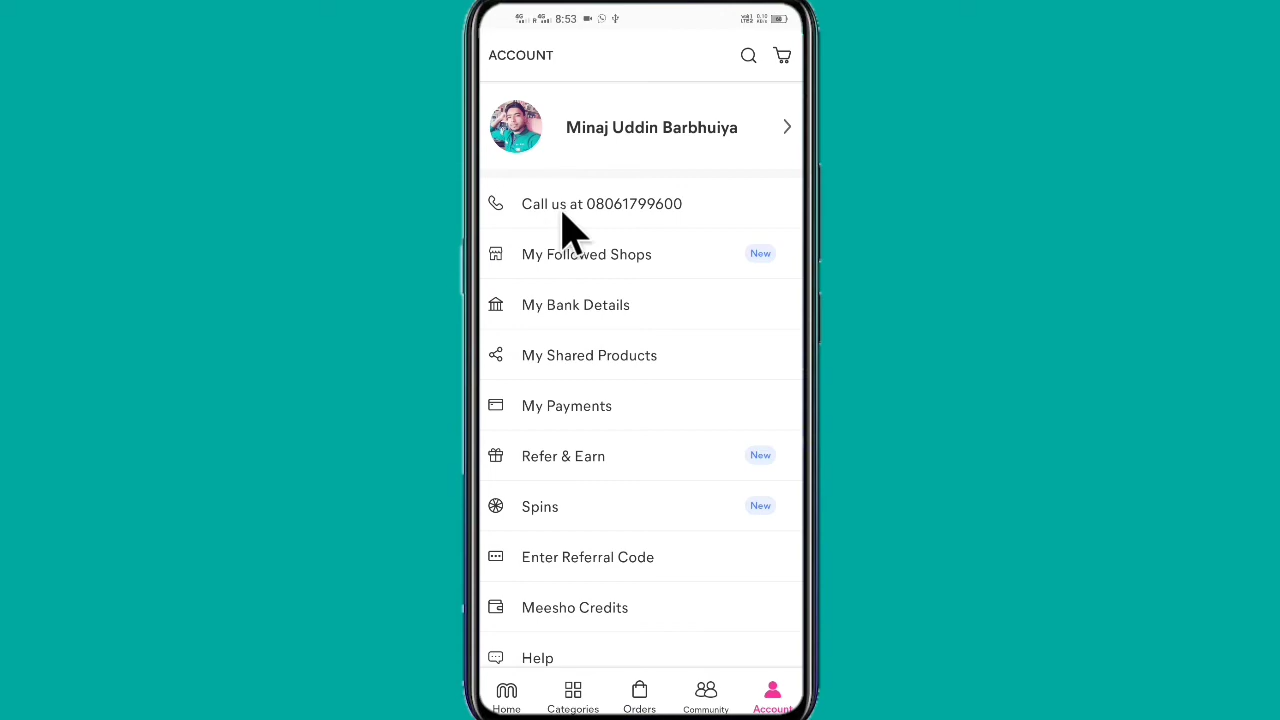 8:53
ACCOUNT
Minaj Uddin Barbhuiya
Call us at 08061799600
My Followed Shops New
My Bank Details
My Shared Products
My Payments
Refer & Earn New
Spins New
Enter Referral Code
Meesho Credits
Help
Home Categories Orders Community Account